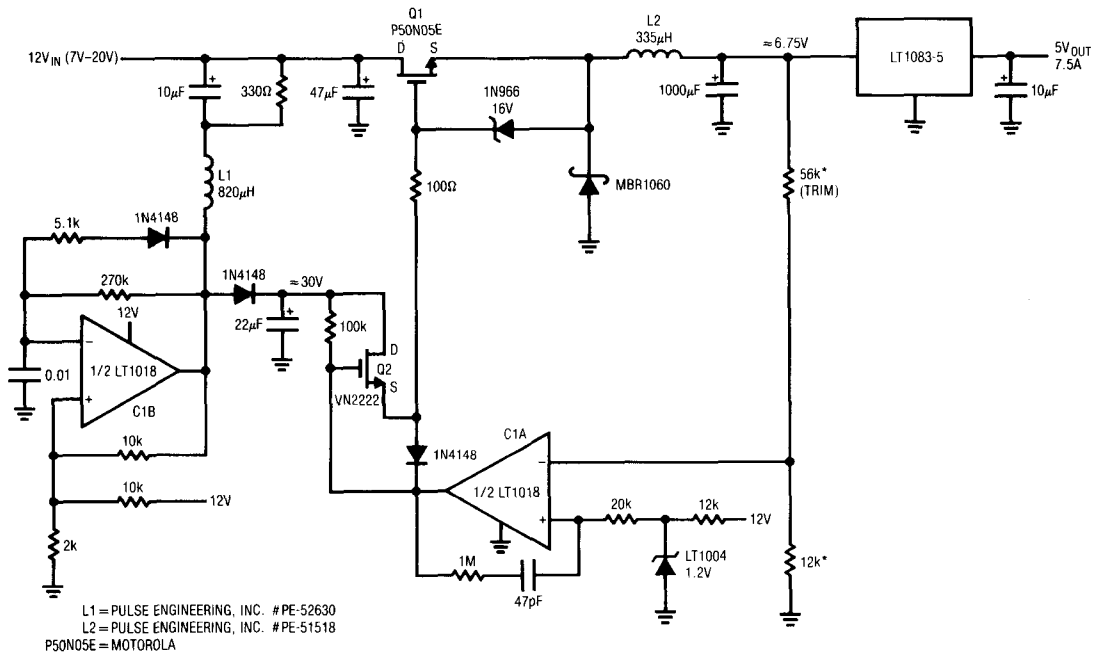 Q1
P50N05E
D
S
L2
335µH
12VIN (7V–20V)
≈6.75V
LT1083-5
5VOUT
7.5A
+
10µF
330Ω
+
47µF
1N966
16V
+
1000µF
+
10µF
L1
820µH
100Ω
MBR1060
56k*
(TRIM)
5.1k
1N4148
270k
1N4148
≈30V
12V
+
22µF
100k
D
Q2
S
VN2222
−
1/2 LT1018
+
C1B
0.01
10k
10k
12V
2k
1N4148
C1A
−
1/2 LT1018
+
20k
12k
12V
LT1004
1.2V
12k*
1M
47pF
L1 = PULSE ENGINEERING, INC. #PE-52630
L2 = PULSE ENGINEERING, INC. #PE-51518
P50N05E = MOTOROLA